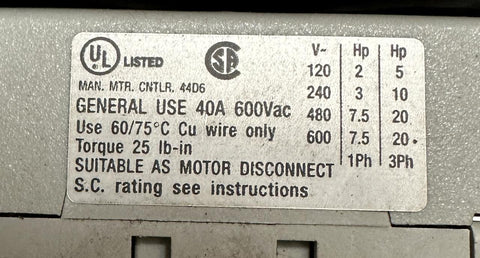 UL LISTED
MAN. MTR. CNTLR. 44D6
GENERAL USE 40A 600Vac
Use 60/75°C Cu wire only
Torque 25 lb-in
SUITABLE AS MOTOR DISCONNECT
S.C. rating see instructions
SA
V~ Hp Hp
120 2 5
240 3 10
480 7.5 20
600 7.5 20
1Ph 3Ph